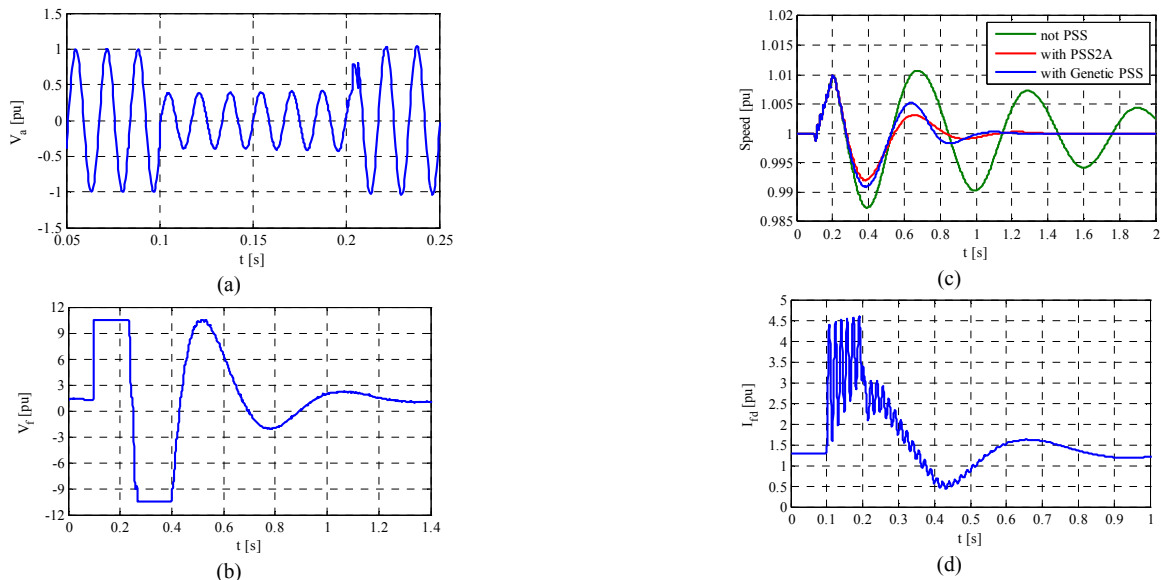 1.5
1
0.5
0
-0.5
-1
-1.5
V_a [pu]
0.05 0.1 0.15 0.2 0.25
t [s]
(a)
1.02
1.015
1.01
1.005
1
0.995
0.99
0.985
Speed [pu]
not PSS
with PSS2A
with Genetic PSS
0 0.2 0.4 0.6 0.8 1 1.2 1.4 1.6 1.8 2
t [s]
(c)
12
9
6
3
0
-3
-6
-9
-12
V_f [pu]
0 0.2 0.4 0.6 0.8 1 1.2 1.4
t [s]
(b)
5
4.5
4
3.5
3
2.5
2
1.5
1
0.5
0
I_fd [pu]
0 0.1 0.2 0.3 0.4 0.5 0.6 0.7 0.8 0.9 1
t [s]
(d)